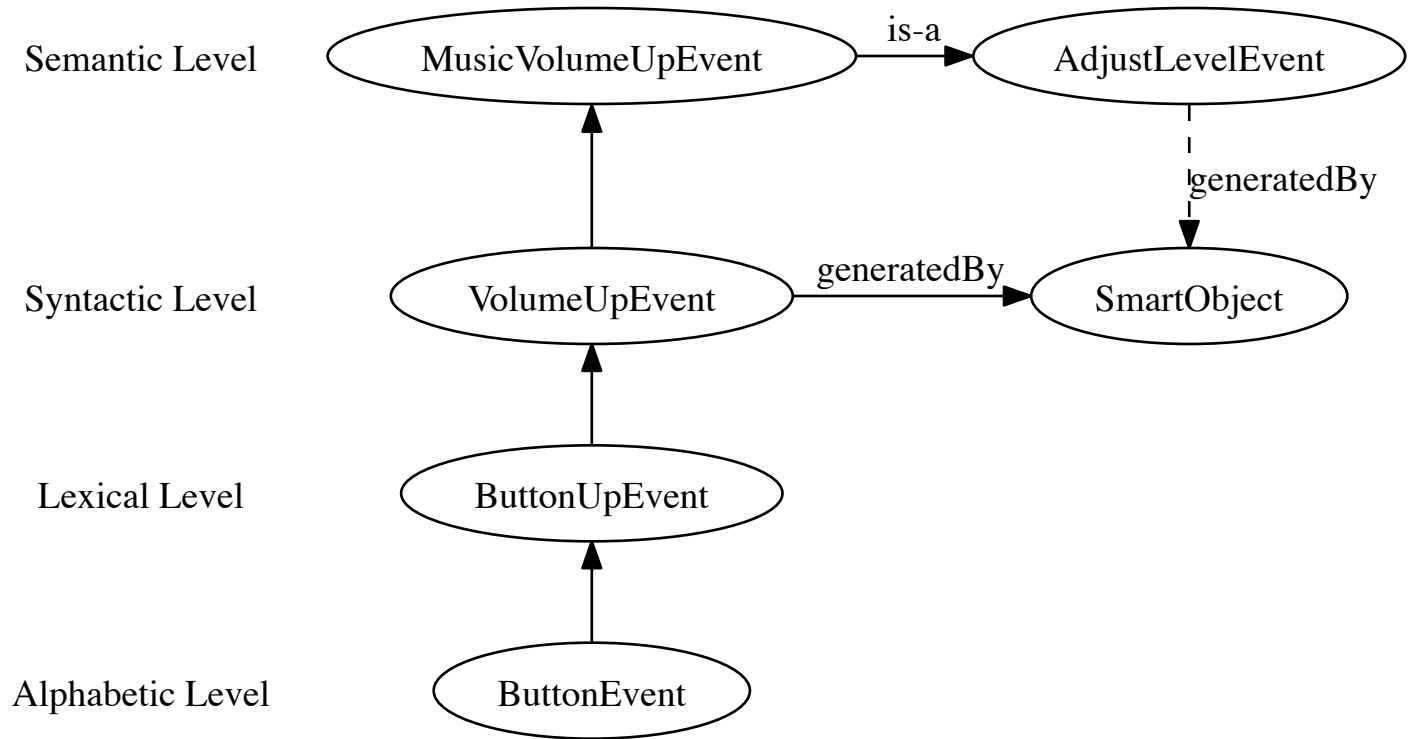 is-a
Semantic Level
MusicVolumeUpEvent
AdjustLevelEvent
generatedBy
generatedBy
Syntactic Level
VolumeUpEvent
SmartObject
Lexical Level
ButtonUpEvent
Alphabetic Level
ButtonEvent